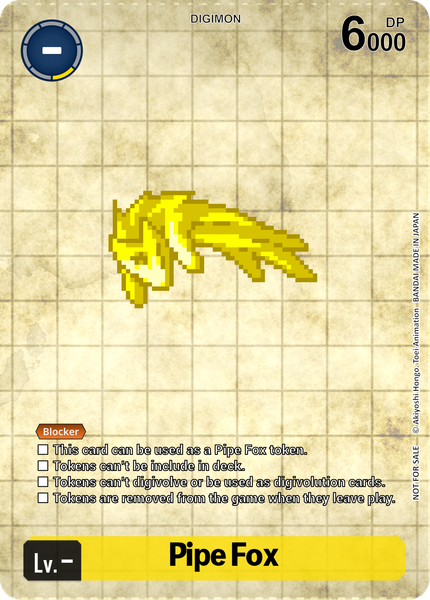 DIGIMON
-
DP
6000
Blocker
☐ This card can be used as a Pipe Fox token.
☐ Tokens can't be include in deck.
☐ Tokens can't digivolve or be used as digivolution cards.
☐ Tokens are removed from the game when they leave play.
NOT FOR SALE © Akiyoshi Hongo, Toei Animation BANDAI MADE IN JAPAN
Lv.-
Pipe Fox